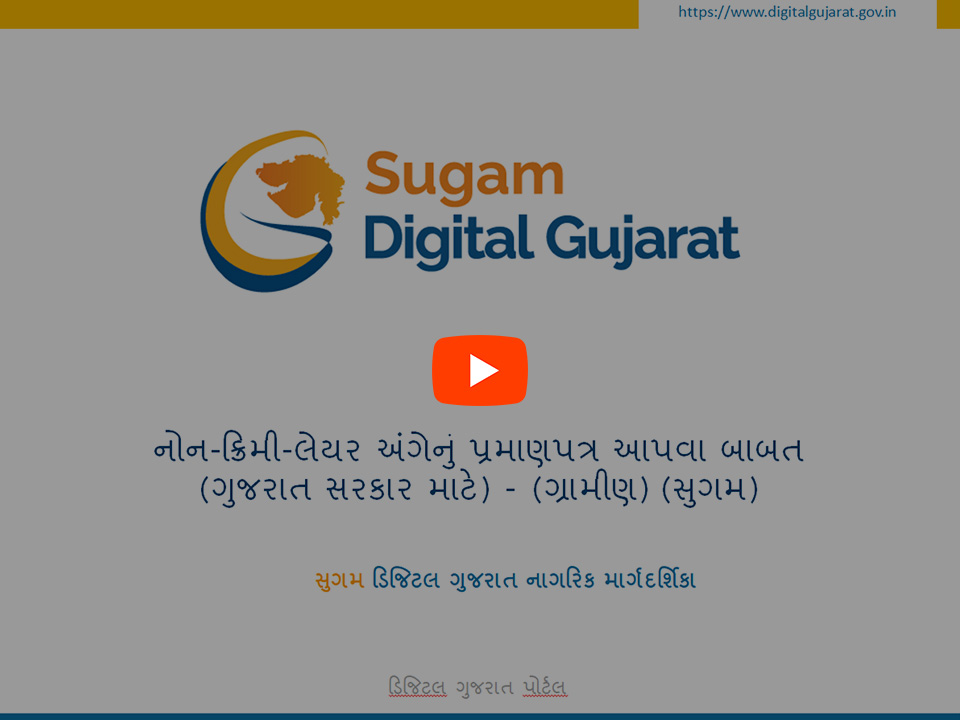 https://www.digitalgujarat.gov.in
Sugam
Digital Gujarat
નોન-ક્રિમી-લેયર અંગેનું પ્રમાણપત્ર આપવા બાબત
(ગુજરાત સરકાર માટે) - (ગ્રામીણ) (સુગમ)
સુગમ ડિજિટલ ગુજરાત નાગરિક માર્ગદર્શિકા
ડિજિટલ ગુજરાત પોર્ટલ